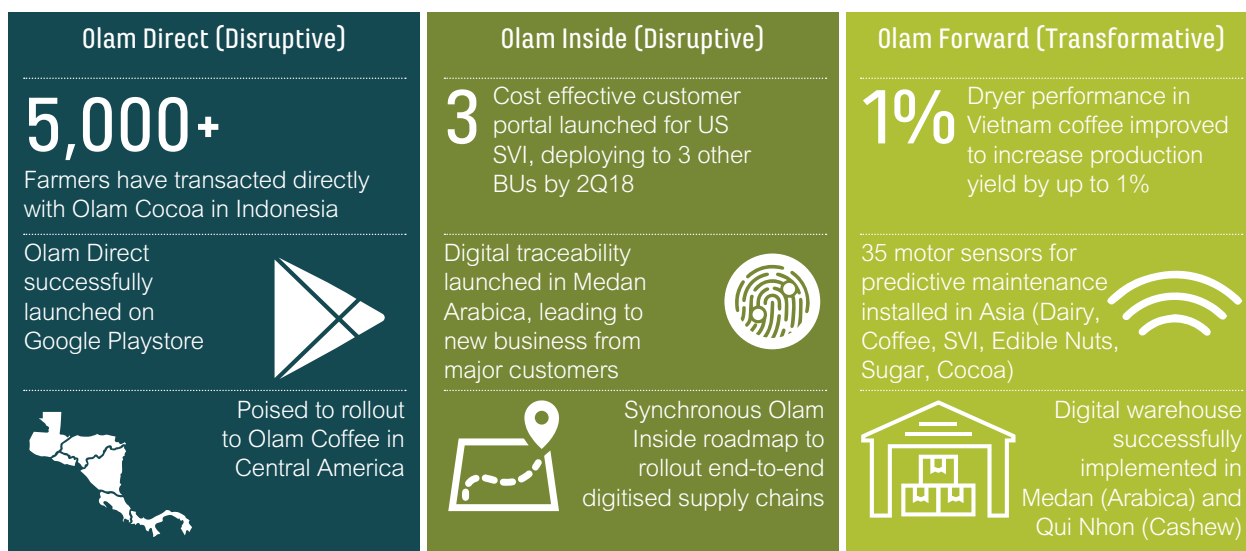 Olam Direct (Disruptive)
5,000+
Farmers have transacted directly
with Olam Cocoa in Indonesia
Olam Direct
successfully
launched on
Google Playstore
Poised to rollout
to Olam Coffee in
Central America
Olam Inside (Disruptive)
3
Cost effective customer
portal launched for US
SVI, deploying to 3 other
BUs by 2Q18
Digital traceability
launched in Medan
Arabica, leading to
new business from
major customers
Synchronous Olam
Inside roadmap to
rollout end-to-end
digitised supply chains
Olam Forward (Transformative)
1%
Dryer performance in
Vietnam coffee improved
to increase production
yield by up to 1%
35 motor sensors for
predictive maintenance
installed in Asia (Dairy,
Coffee, SVI, Edible Nuts,
Sugar, Cocoa)
Digital warehouse
successfully
implemented in
Medan (Arabica) and
Qui Nhon (Cashew)